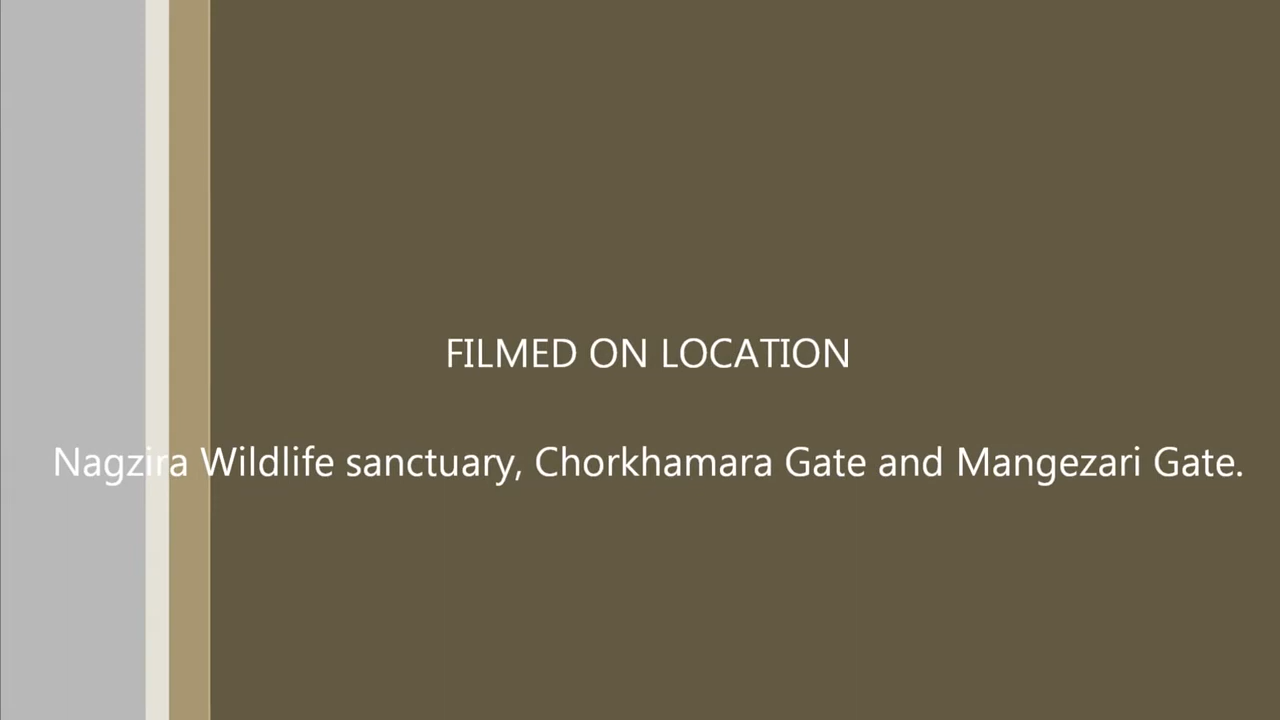 FILMED ON LOCATION
Nagzira Wildlife sanctuary, Chorkhamara Gate and Mangezari Gate.